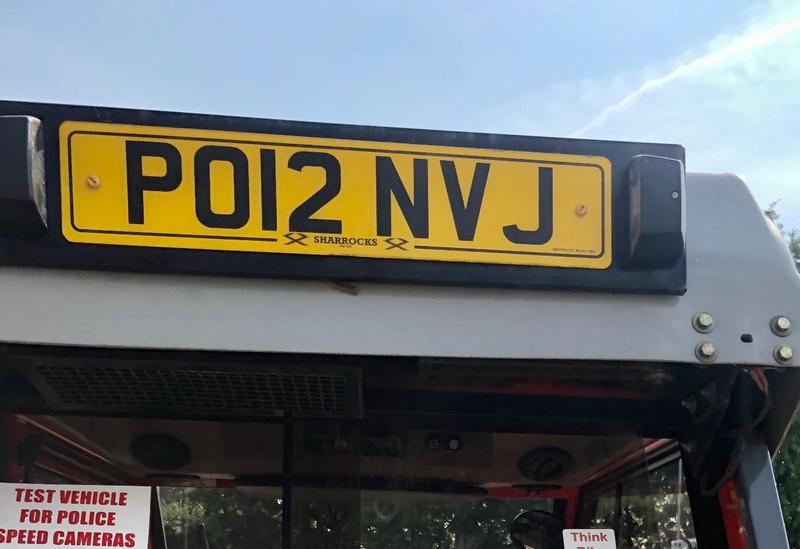 PO12 NVJ
SHARROCKS
TEST VEHICLE
FOR POLICE
SPEED CAMERAS
Think